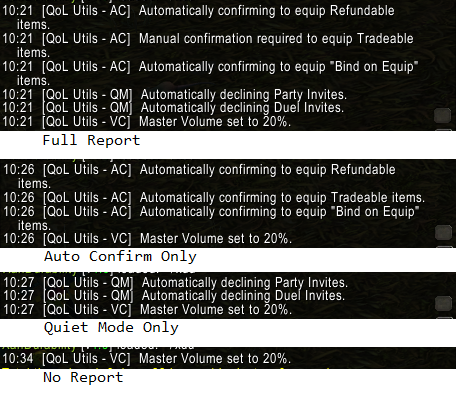 10:21 [QoL Utils - AC] Automatically confirming to equip Refundable
items.
10:21 [QoL Utils - AC] Manual confirmation required to equip Tradeable
items.
10:21 [QoL Utils - AC] Automatically confirming to equip "Bind on Equip"
items.
10:21 [QoL Utils - QM] Automatically declining Party Invites.
10:21 [QoL Utils - QM] Automatically declining Duel Invites.
10:21 [QoL Utils - VC] Master Volume set to 20%.
Full Report
10:26 [QoL Utils - AC] Automatically confirming to equip Refundable
items.
10:26 [QoL Utils - AC] Automatically confirming to equip Tradeable items.
10:26 [QoL Utils - AC] Automatically confirming to equip "Bind on Equip"
items.
10:26 [QoL Utils - VC] Master Volume set to 20%.
Auto Confirm Only
10:27 [QoL Utils - QM] Automatically declining Party Invites.
10:27 [QoL Utils - QM] Automatically declining Duel Invites.
10:27 [QoL Utils - VC] Master Volume set to 20%.
Quiet Mode Only
10:34 [QoL Utils - VC] Master Volume set to 20%.
No Report